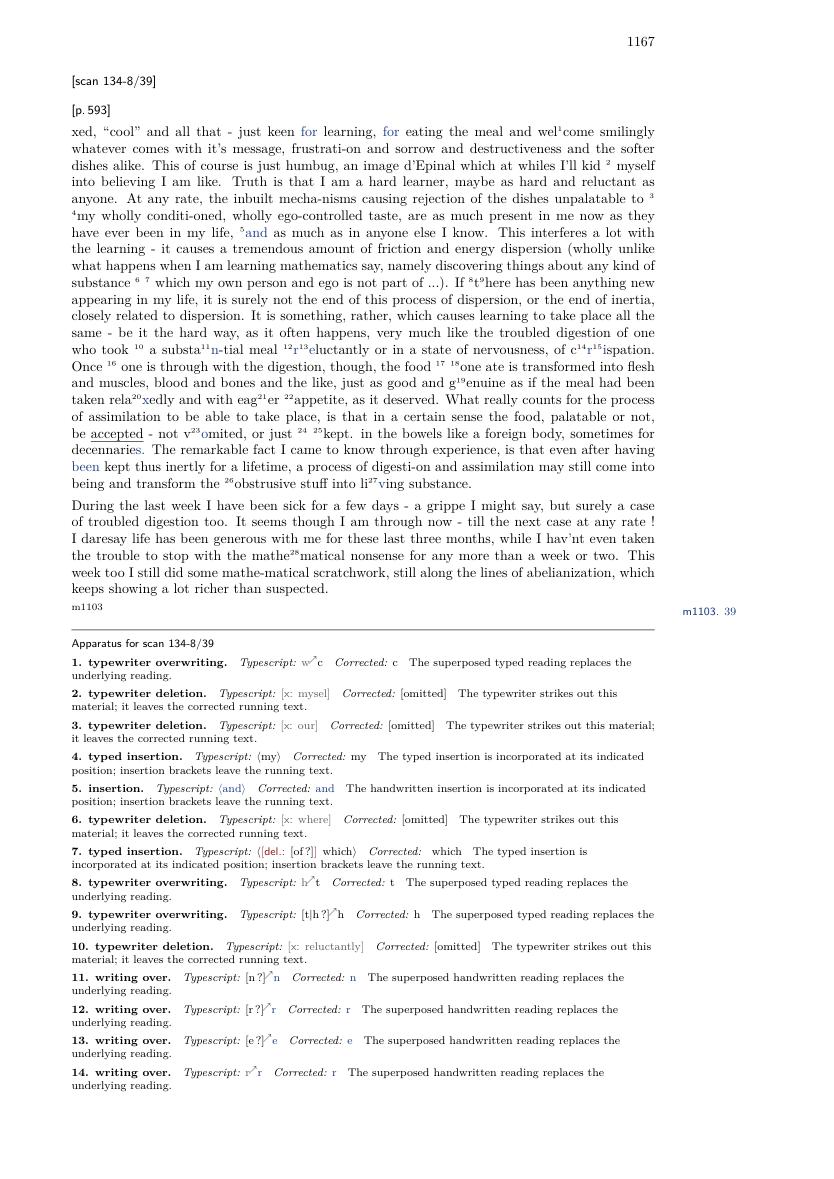 1167
[scan 134-8/39]
[p. 593]
xed, “cool” and all that - just keen for learning, for eating the meal and wel¹come smilingly
whatever comes with it’s message, frustrati-on and sorrow and destructiveness and the softer
dishes alike. This of course is just humbug, an image d’Epinal which at whiles I’ll kid ² myself
into believing I am like. Truth is that I am a hard learner, maybe as hard and reluctant as
anyone. At any rate, the inbuilt mecha-nisms causing rejection of the dishes unpalatable to ³
⁴my wholly conditi-oned, wholly ego-controlled taste, are as much present in me now as they
have ever been in my life, ⁵and as much as in anyone else I know. This interferes a lot with
the learning - it causes a tremendous amount of friction and energy dispersion (wholly unlike
what happens when I am learning mathematics say, namely discovering things about any kind of
substance ⁶ ⁷ which my own person and ego is not part of ...). If ⁸t⁹here has been anything new
appearing in my life, it is surely not the end of this process of dispersion, or the end of inertia,
closely related to dispersion. It is something, rather, which causes learning to take place all the
same - be it the hard way, as it often happens, very much like the troubled digestion of one
who took ¹⁰ a substa¹¹n-tial meal ¹²r¹³eluctantly or in a state of nervousness, of c¹⁴r¹⁵ispation.
Once ¹⁶ one is through with the digestion, though, the food ¹⁷ ¹⁸one ate is transformed into flesh
and muscles, blood and bones and the like, just as good and g¹⁹enuine as if the meal had been
taken rela²⁰xedly and with eag²¹er ²²appetite, as it deserved. What really counts for the process
of assimilation to be able to take place, is that in a certain sense the food, palatable or not,
be accepted - not v²³omited, or just ²⁴ ²⁵kept. in the bowels like a foreign body, sometimes for
decennaries. The remarkable fact I came to know through experience, is that even after having
been kept thus inertly for a lifetime, a process of digesti-on and assimilation may still come into
being and transform the ²⁶obstrusive stuff into li²⁷ving substance.
During the last week I have been sick for a few days - a grippe I might say, but surely a case
of troubled digestion too. It seems though I am through now - till the next case at any rate !
I daresay life has been generous with me for these last three months, while I hav’nt even taken
the trouble to stop with the mathe²⁸matical nonsense for any more than a week or two. This
week too I still did some mathe-matical scratchwork, still along the lines of abelianization, which
keeps showing a lot richer than suspected.
m1103
m1103. 39
Apparatus for scan 134-8/39
1. typewriter overwriting. Typescript: w↗c Corrected: c The superposed typed reading replaces the
underlying reading.
2. typewriter deletion. Typescript: [x: mysel] Corrected: [omitted] The typewriter strikes out this
material; it leaves the corrected running text.
3. typewriter deletion. Typescript: [x: our] Corrected: [omitted] The typewriter strikes out this material;
it leaves the corrected running text.
4. typed insertion. Typescript: ⟨my⟩ Corrected: my The typed insertion is incorporated at its indicated
position; insertion brackets leave the running text.
5. insertion. Typescript: ⟨and⟩ Corrected: and The handwritten insertion is incorporated at its indicated
position; insertion brackets leave the running text.
6. typewriter deletion. Typescript: [x: where] Corrected: [omitted] The typewriter strikes out this
material; it leaves the corrected running text.
7. typed insertion. Typescript: ⟨[del.: [of ?]] which⟩ Corrected: which The typed insertion is
incorporated at its indicated position; insertion brackets leave the running text.
8. typewriter overwriting. Typescript: h↗t Corrected: t The superposed typed reading replaces the
underlying reading.
9. typewriter overwriting. Typescript: [t|h ?]↗h Corrected: h The superposed typed reading replaces the
underlying reading.
10. typewriter deletion. Typescript: [x: reluctantly] Corrected: [omitted] The typewriter strikes out this
material; it leaves the corrected running text.
11. writing over. Typescript: [n ?]↗n Corrected: n The superposed handwritten reading replaces the
underlying reading.
12. writing over. Typescript: [r ?]↗r Corrected: r The superposed handwritten reading replaces the
underlying reading.
13. writing over. Typescript: [e ?]↗e Corrected: e The superposed handwritten reading replaces the
underlying reading.
14. writing over. Typescript: r↗r Corrected: r The superposed handwritten reading replaces the
underlying reading.